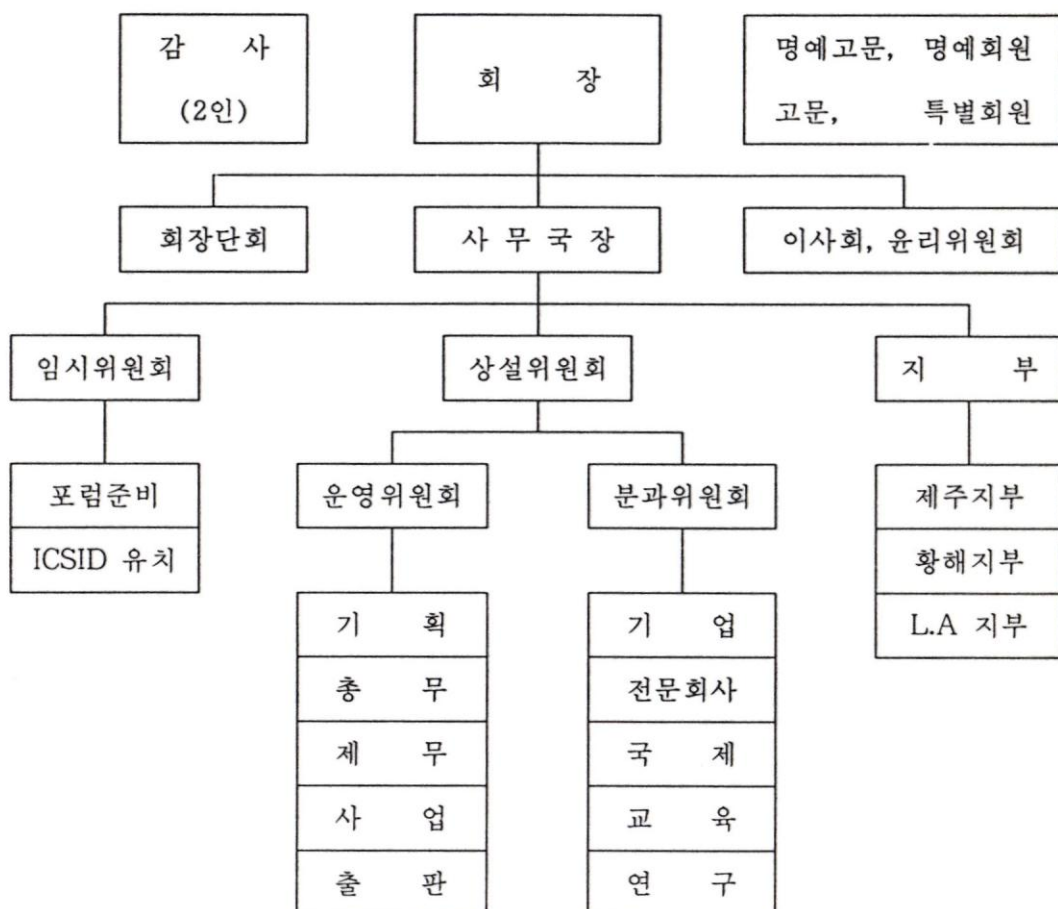 감 사
(2인)
회 장
명예고문, 명예회원
고문, 특별회원
회장단회
사 무 국 장
이사회, 윤리위원회
임시위원회
상설위원회
지 부
포럼준비
ICSID 유치
운영위원회
분과위원회
제주지부
황해지부
L.A 지부
기 획
총 무
제 무
사 업
출 판
기 업
전문회사
국 제
교 육
연 구